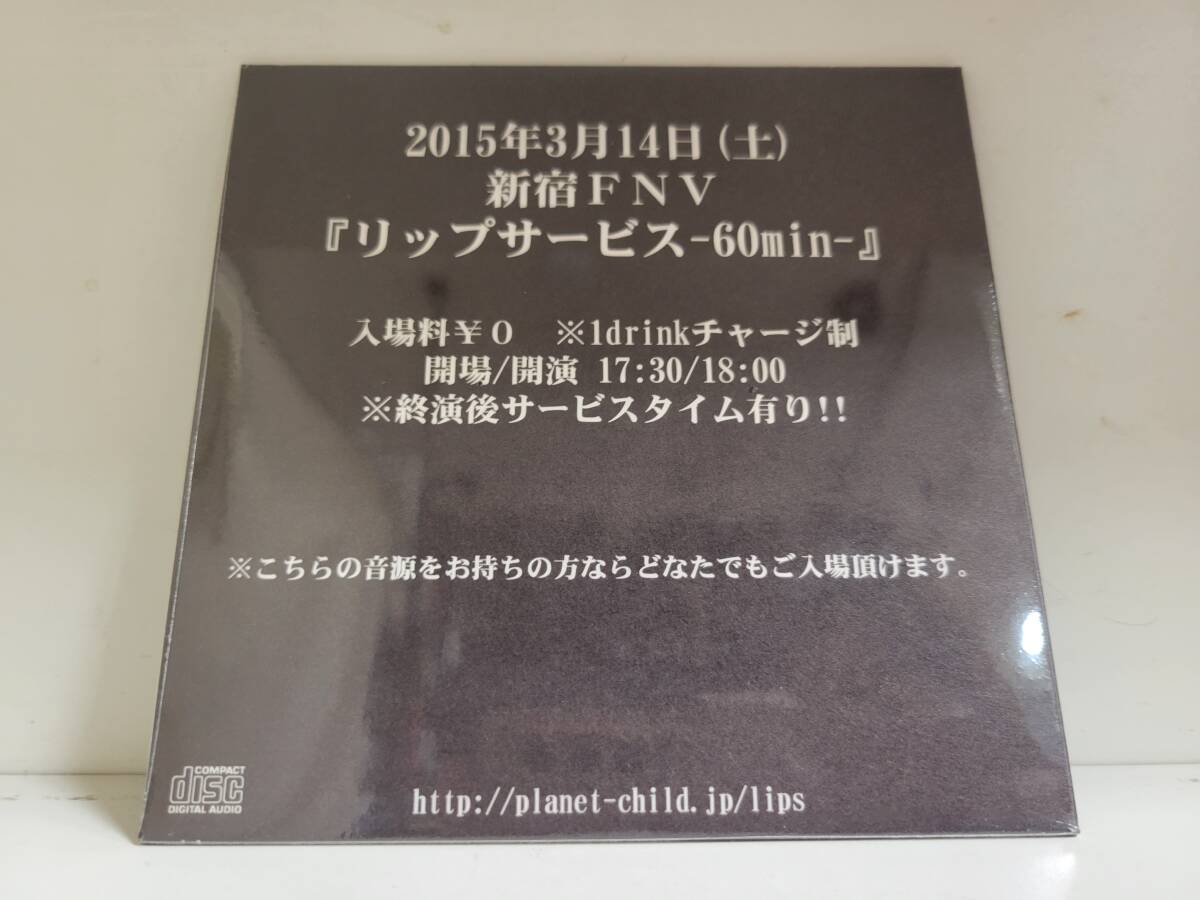 2015年3月14日(土)
新宿ＦＮＶ
『リップサービス-60min-』
入場料￥０　※1drinkチャージ制
開場/開演 17:30/18:00
※終演後サービスタイム有り!!
※こちらの音源をお持ちの方ならどなたでもご入場頂けます。
COMPACT
disc
DIGITAL AUDIO
http://planet-child.jp/lips